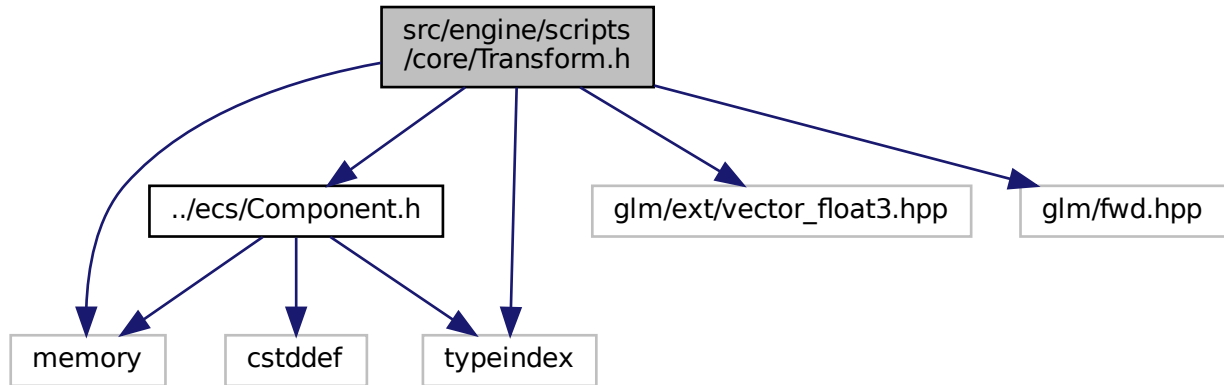 src/engine/scripts
/core/Transform.h
../ecs/Component.h
glm/ext/vector_float3.hpp
glm/fwd.hpp
memory
cstddef
typeindex